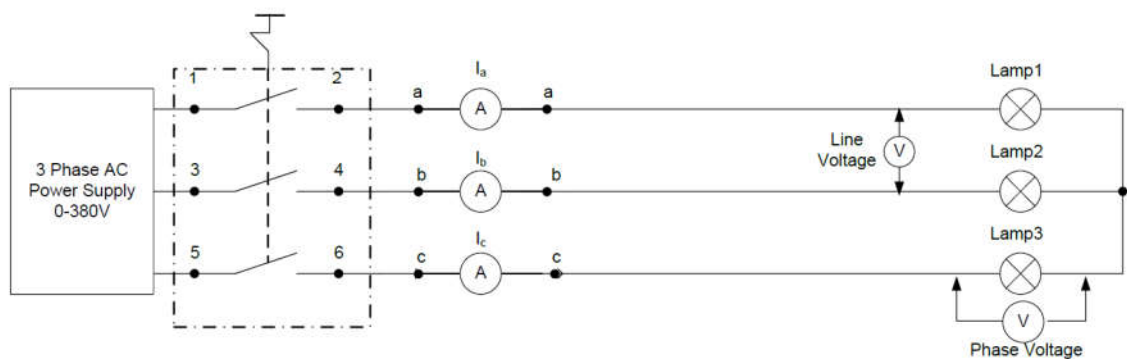 3 Phase AC
Power Supply
0-380V
1
2
3
4
5
6
a
Ia
A
a
b
Ib
A
b
c
Ic
A
c
Line
Voltage
V
Lamp1
Lamp2
Lamp3
V
Phase Voltage